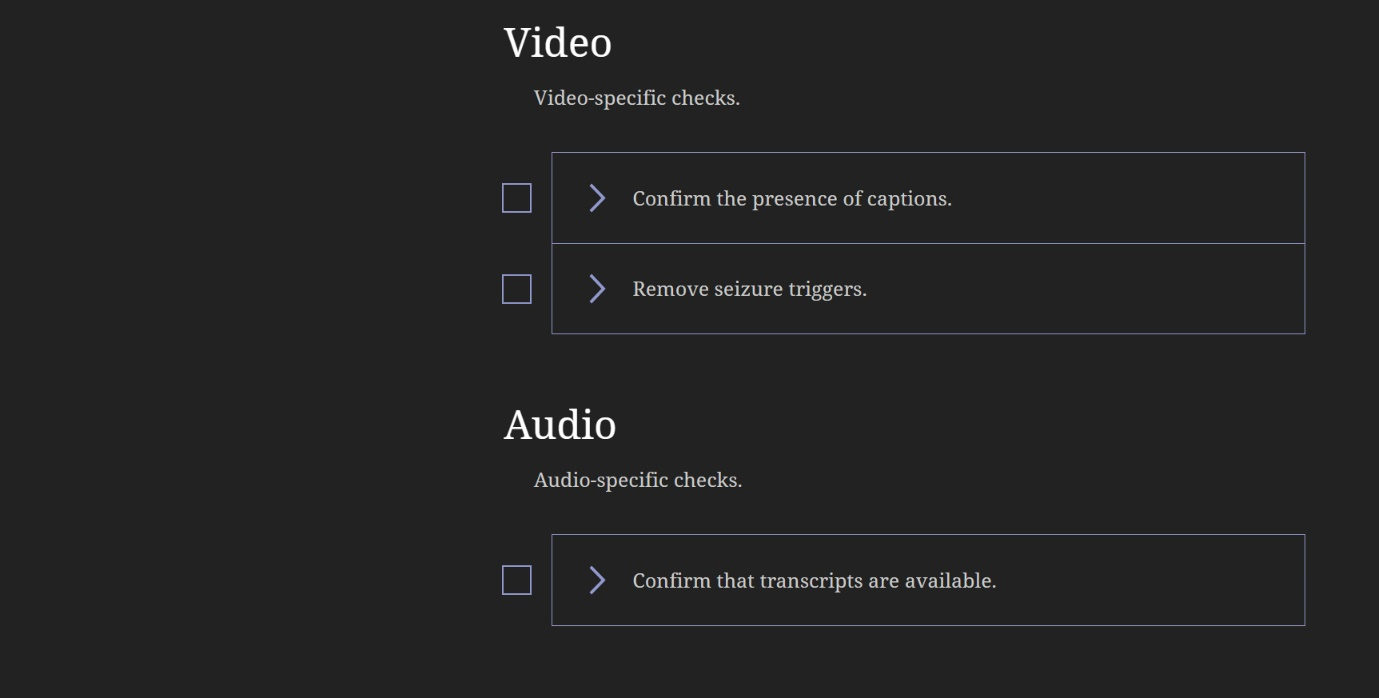 Video
Video-specific checks.
Confirm the presence of captions.
Remove seizure triggers.
Audio
Audio-specific checks.
Confirm that transcripts are available.